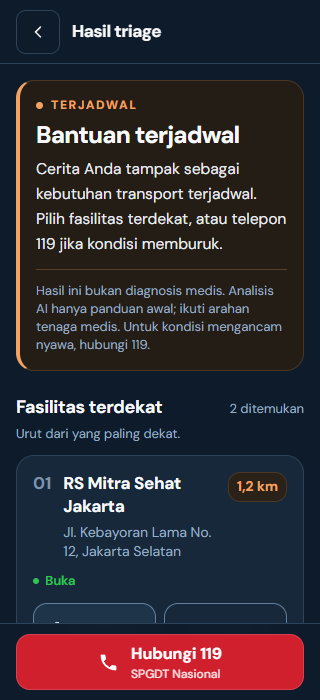 Hasil triage
TERJADWAL
Bantuan terjadwal
Cerita Anda tampak sebagai
kebutuhan transport terjadwal.
Pilih fasilitas terdekat, atau telepon
119 jika kondisi memburuk.
Hasil ini bukan diagnosis medis. Analisis
AI hanya panduan awal; ikuti arahan
tenaga medis. Untuk kondisi mengancam
nyawa, hubungi 119.
Fasilitas terdekat
2 ditemukan
Urut dari yang paling dekat.
01
RS Mitra Sehat
Jakarta
1,2 km
Jl. Kebayoran Lama No.
12, Jakarta Selatan
Buka
Hubungi 119
SPGDT Nasional